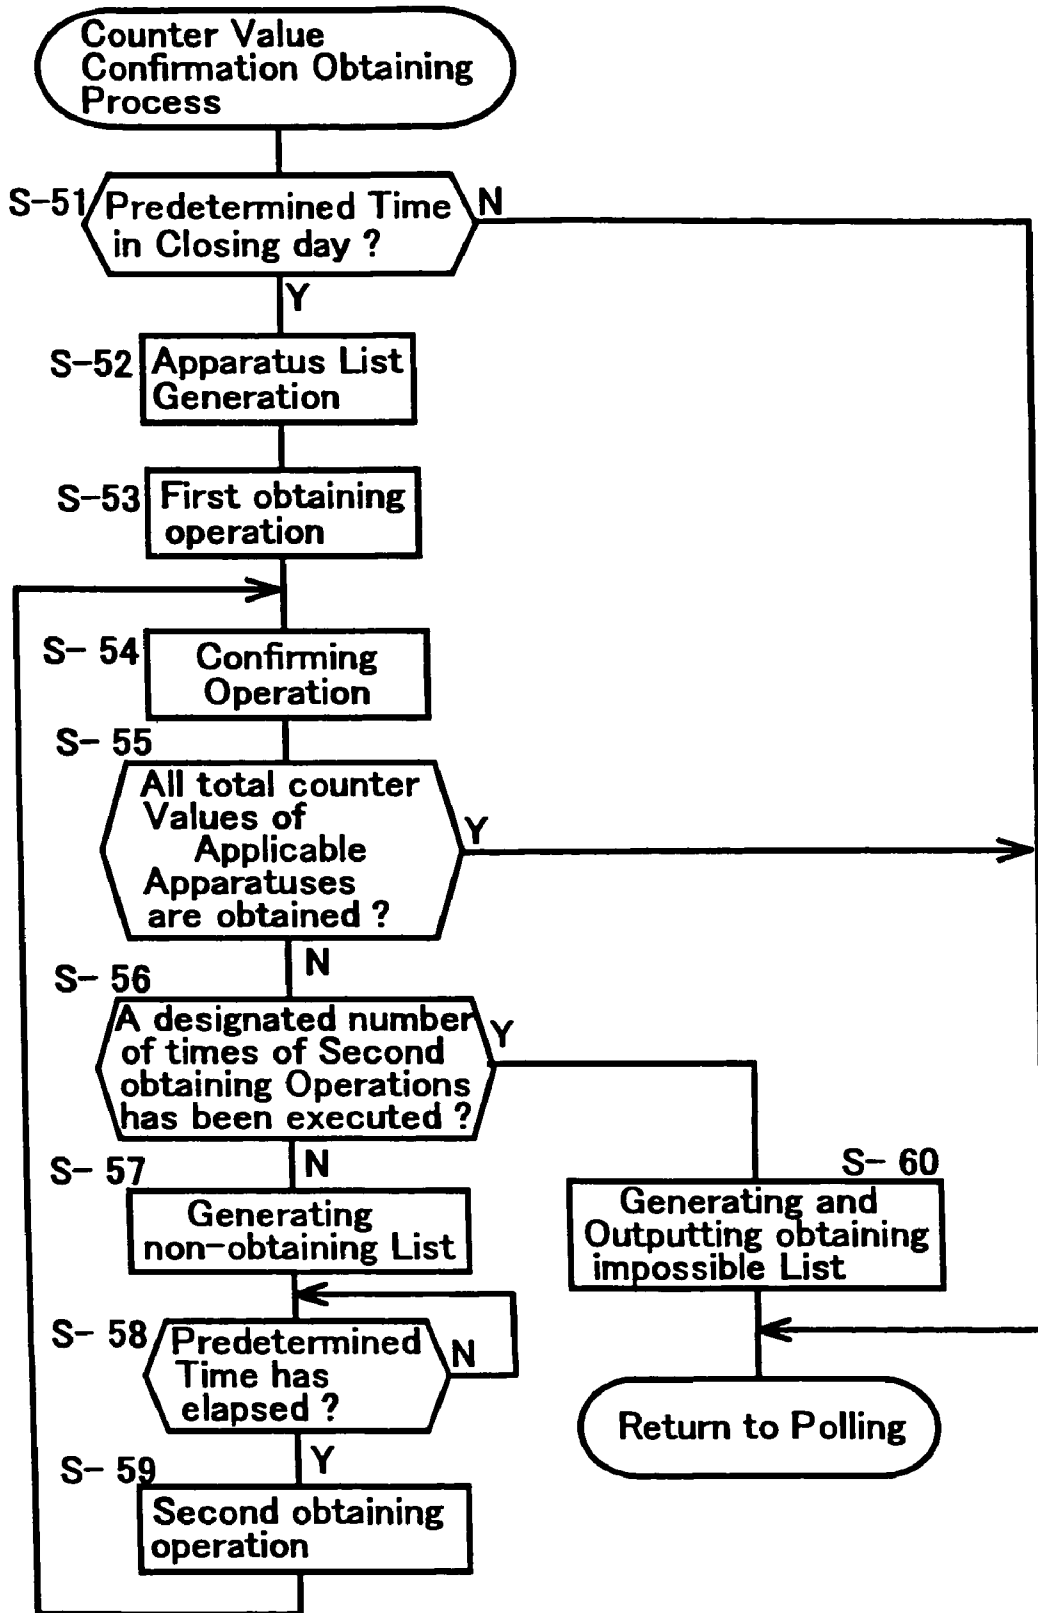 Counter Value
Confirmation Obtaining
Process
S-51
Predetermined Time
in Closing day ?
N
Y
S-52
Apparatus List
Generation
S-53
First obtaining
operation
S- 54
Confirming
Operation
S- 55
All total counter
Values of
Applicable
Apparatuses
are obtained ?
Y
N
S- 56
A designated number
of times of Second
obtaining Operations
has been executed ?
Y
N
S- 57
Generating
non-obtaining List
S- 60
Generating and
Outputting obtaining
impossible List
S- 58
Predetermined
Time has
elapsed ?
N
Y
Return to Polling
S- 59
Second obtaining
operation